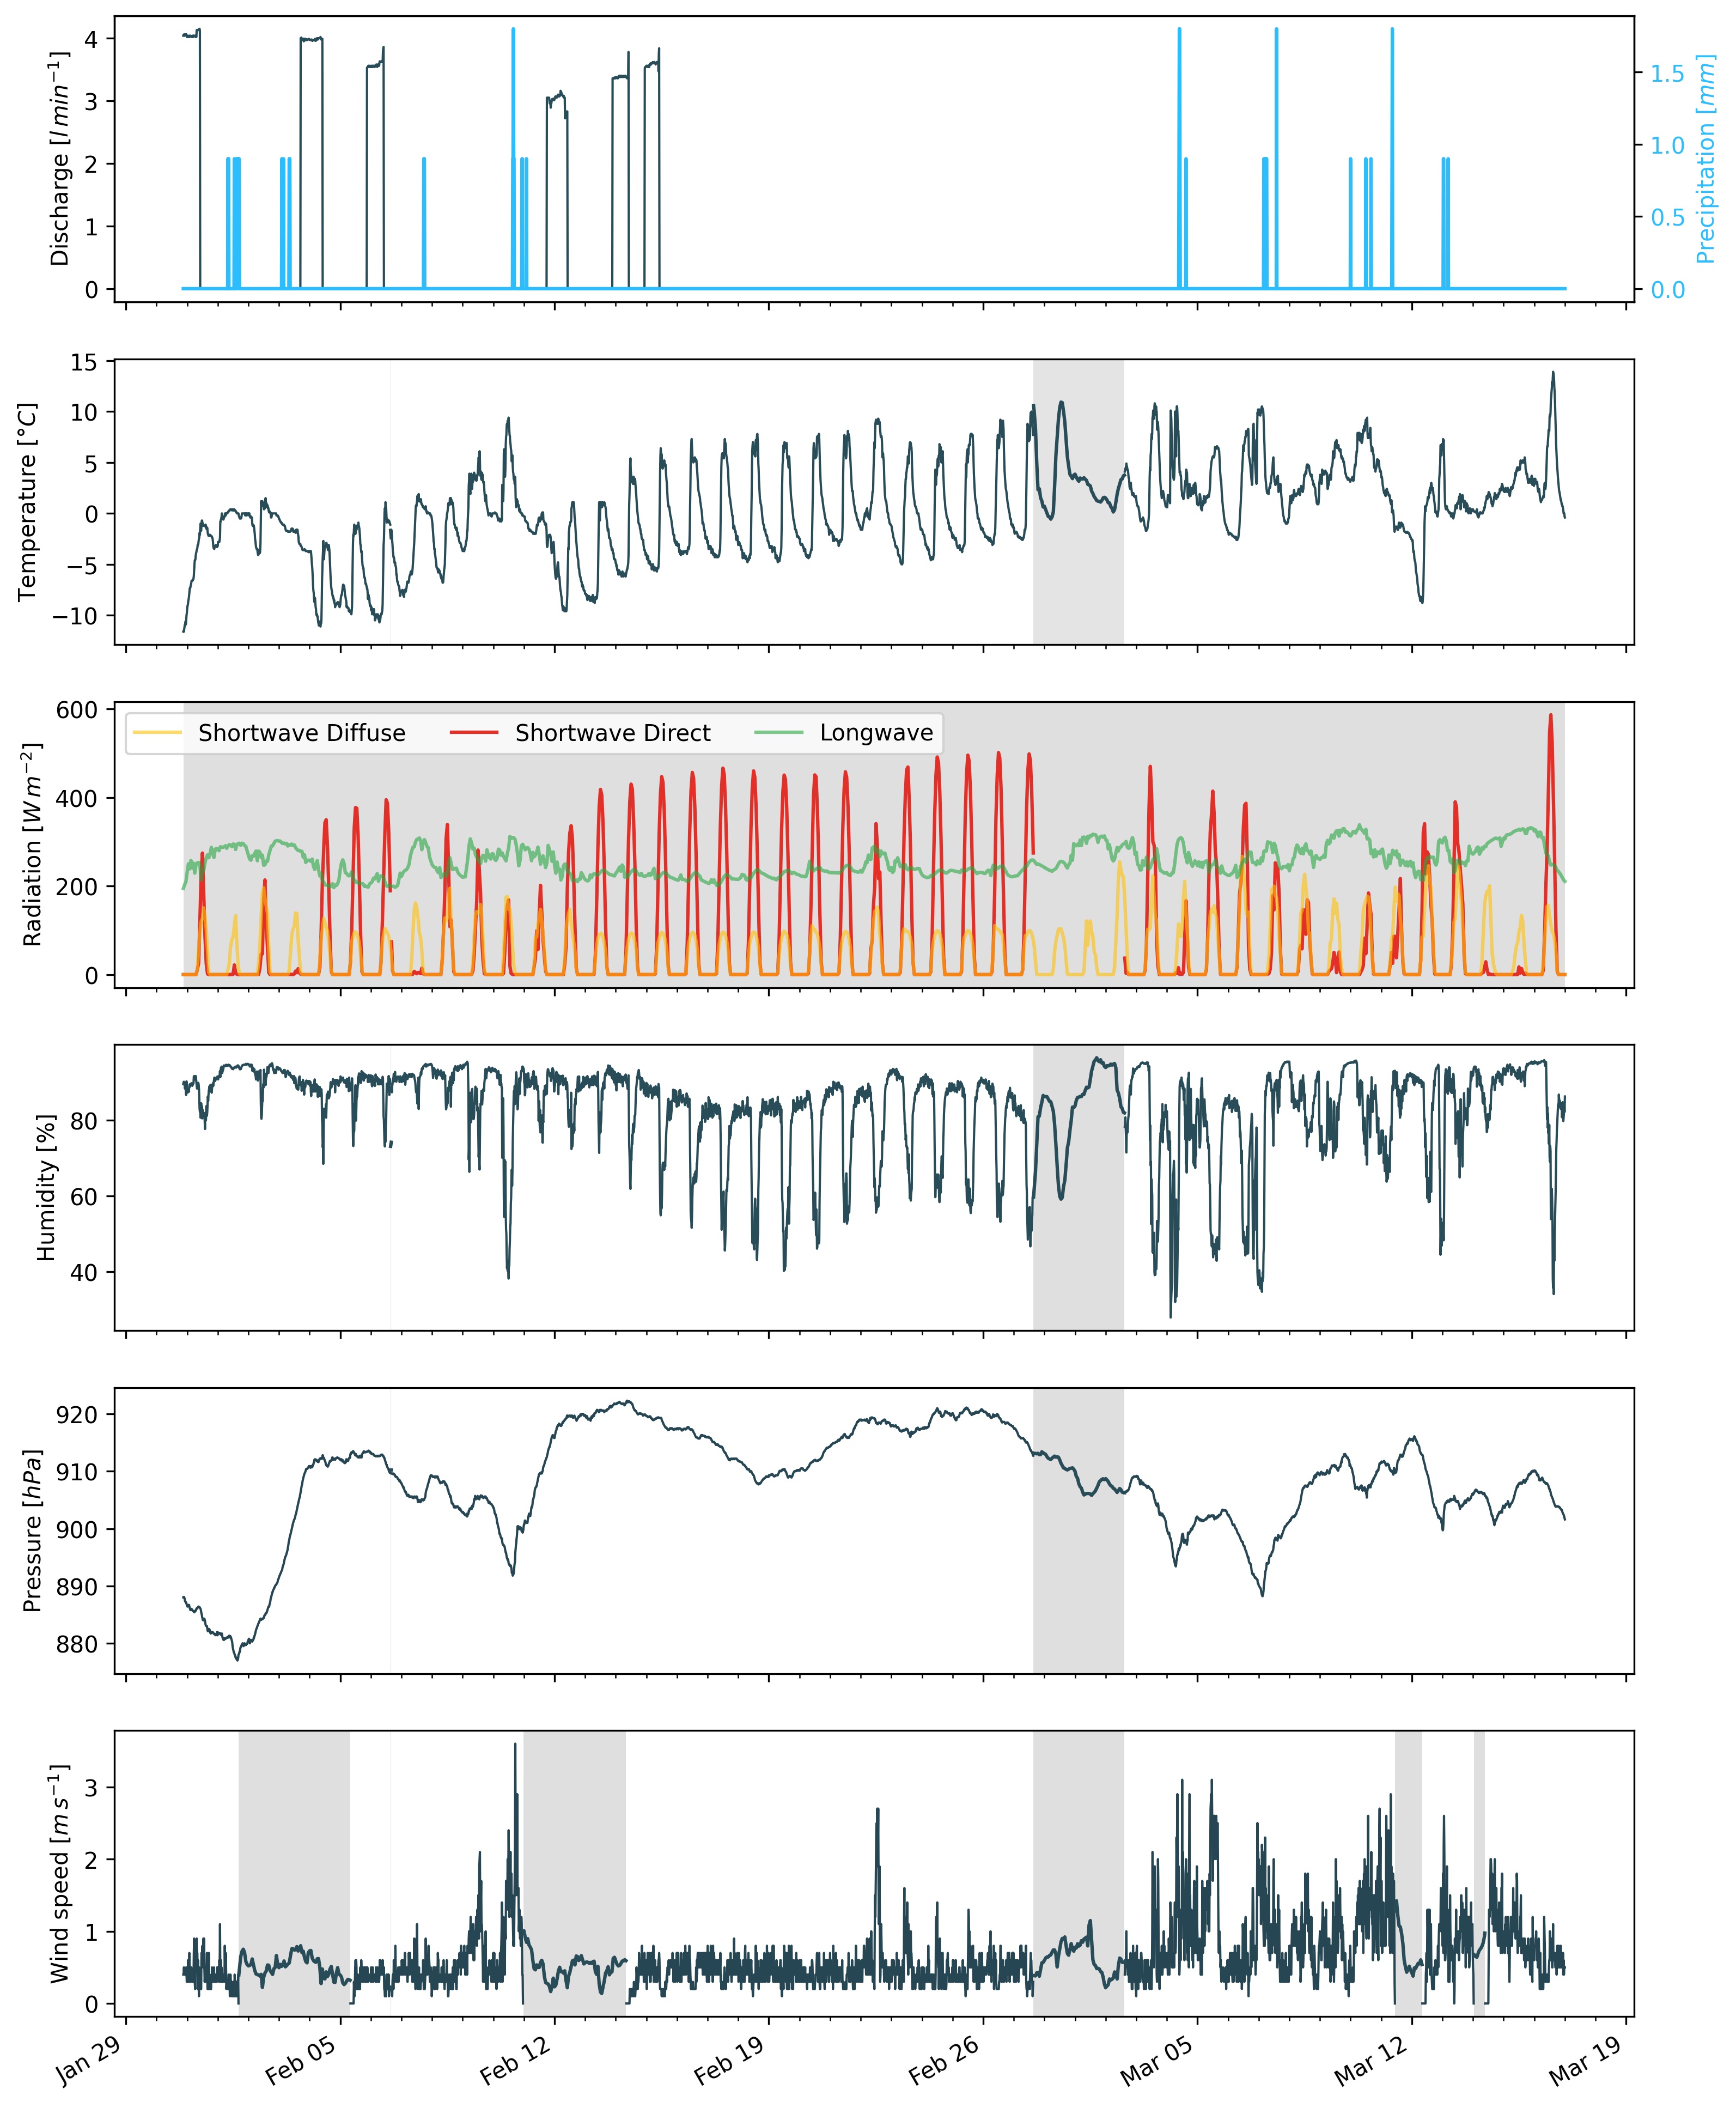 4
3
2
1
0
Discharge [l min⁻¹]
1.5
1.0
0.5
0.0
Precipitation [mm]
15
10
5
0
−5
−10
Temperature [°C]
600
400
200
0
Radiation [W m⁻²]
Shortwave Diffuse
Shortwave Direct
Longwave
80
60
40
Humidity [%]
920
910
900
890
880
Pressure [hPa]
3
2
1
0
Wind speed [m s⁻¹]
Jan 29
Feb 05
Feb 12
Feb 19
Feb 26
Mar 05
Mar 12
Mar 19